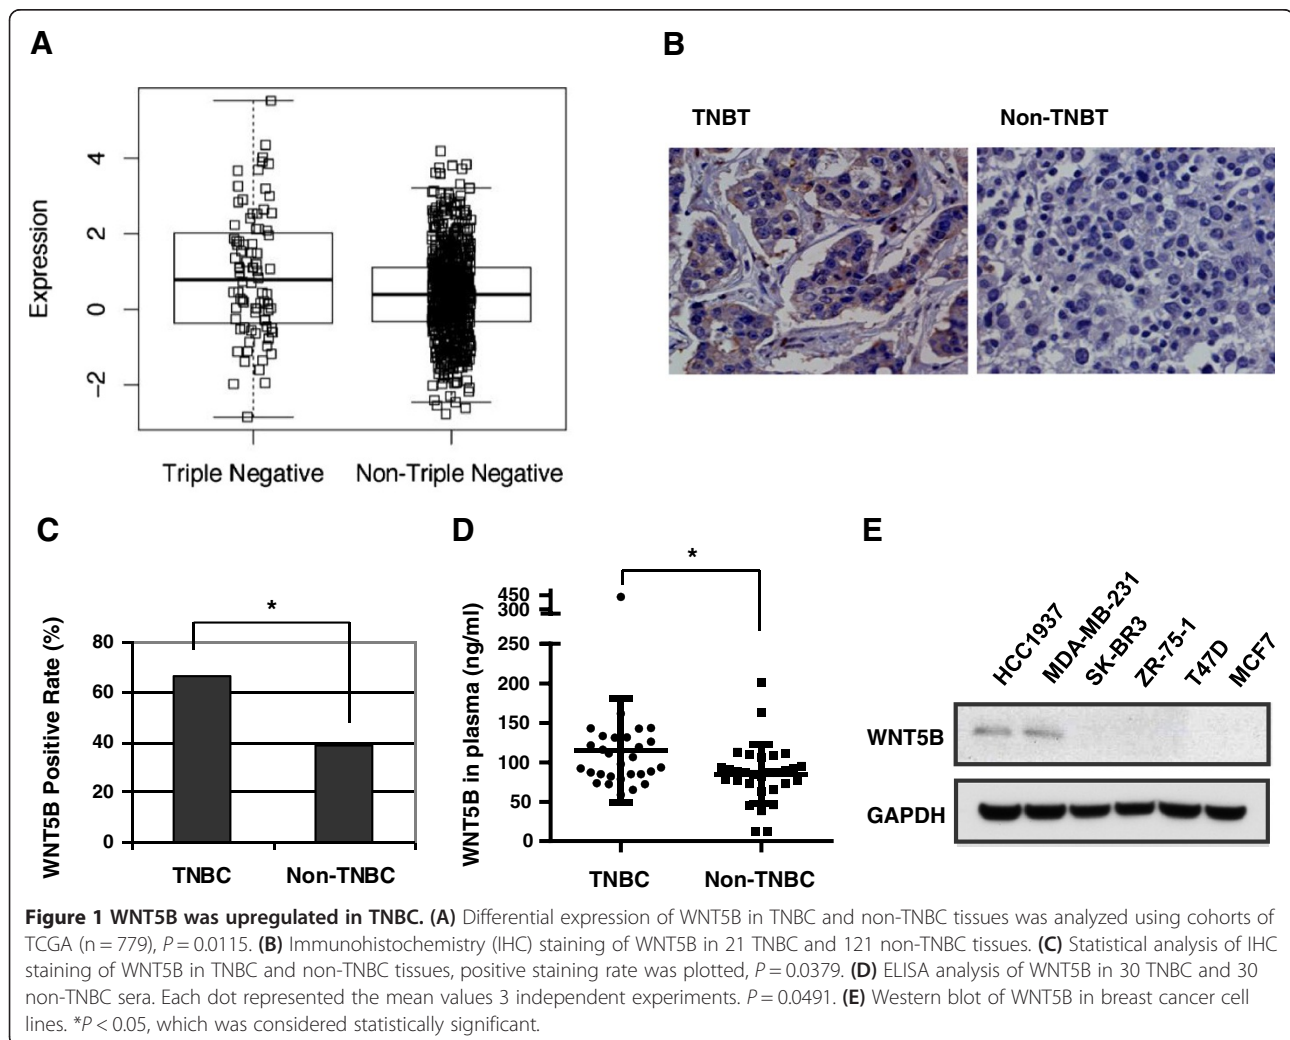 A
Expression
4
2
0
−2
Triple Negative
Non-Triple Negative
B
TNBT
Non-TNBT
C
*
WNT5B Positive Rate (%)
80
60
40
20
0
TNBC
Non-TNBC
D
*
WNT5B in plasma (ng/ml)
450
300
250
200
150
100
50
0
TNBC
Non-TNBC
E
HCC1937
MDA-MB-231
SK-BR3
ZR-75-1
T47D
MCF7
WNT5B
GAPDH
Figure 1 WNT5B was upregulated in TNBC. (A) Differential expression of WNT5B in TNBC and non-TNBC tissues was analyzed using cohorts of
TCGA (n = 779), P = 0.0115. (B) Immunohistochemistry (IHC) staining of WNT5B in 21 TNBC and 121 non-TNBC tissues. (C) Statistical analysis of IHC
staining of WNT5B in TNBC and non-TNBC tissues, positive staining rate was plotted, P = 0.0379. (D) ELISA analysis of WNT5B in 30 TNBC and 30
non-TNBC sera. Each dot represented the mean values 3 independent experiments. P = 0.0491. (E) Western blot of WNT5B in breast cancer cell
lines. *P < 0.05, which was considered statistically significant.